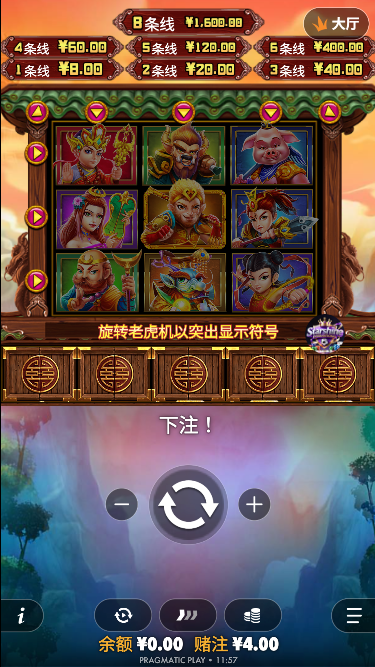 8条线 ¥1,600.00
大厅
4条线 ¥60.00 5条线 ¥120.00 6条线 ¥400.00
1条线 ¥8.00 2条线 ¥20.00 3条线 ¥40.00
旋转老虎机以突出显示符号
Starshine
下注！
余额 ¥0.00 赌注 ¥4.00
PRAGMATIC PLAY • 11:57